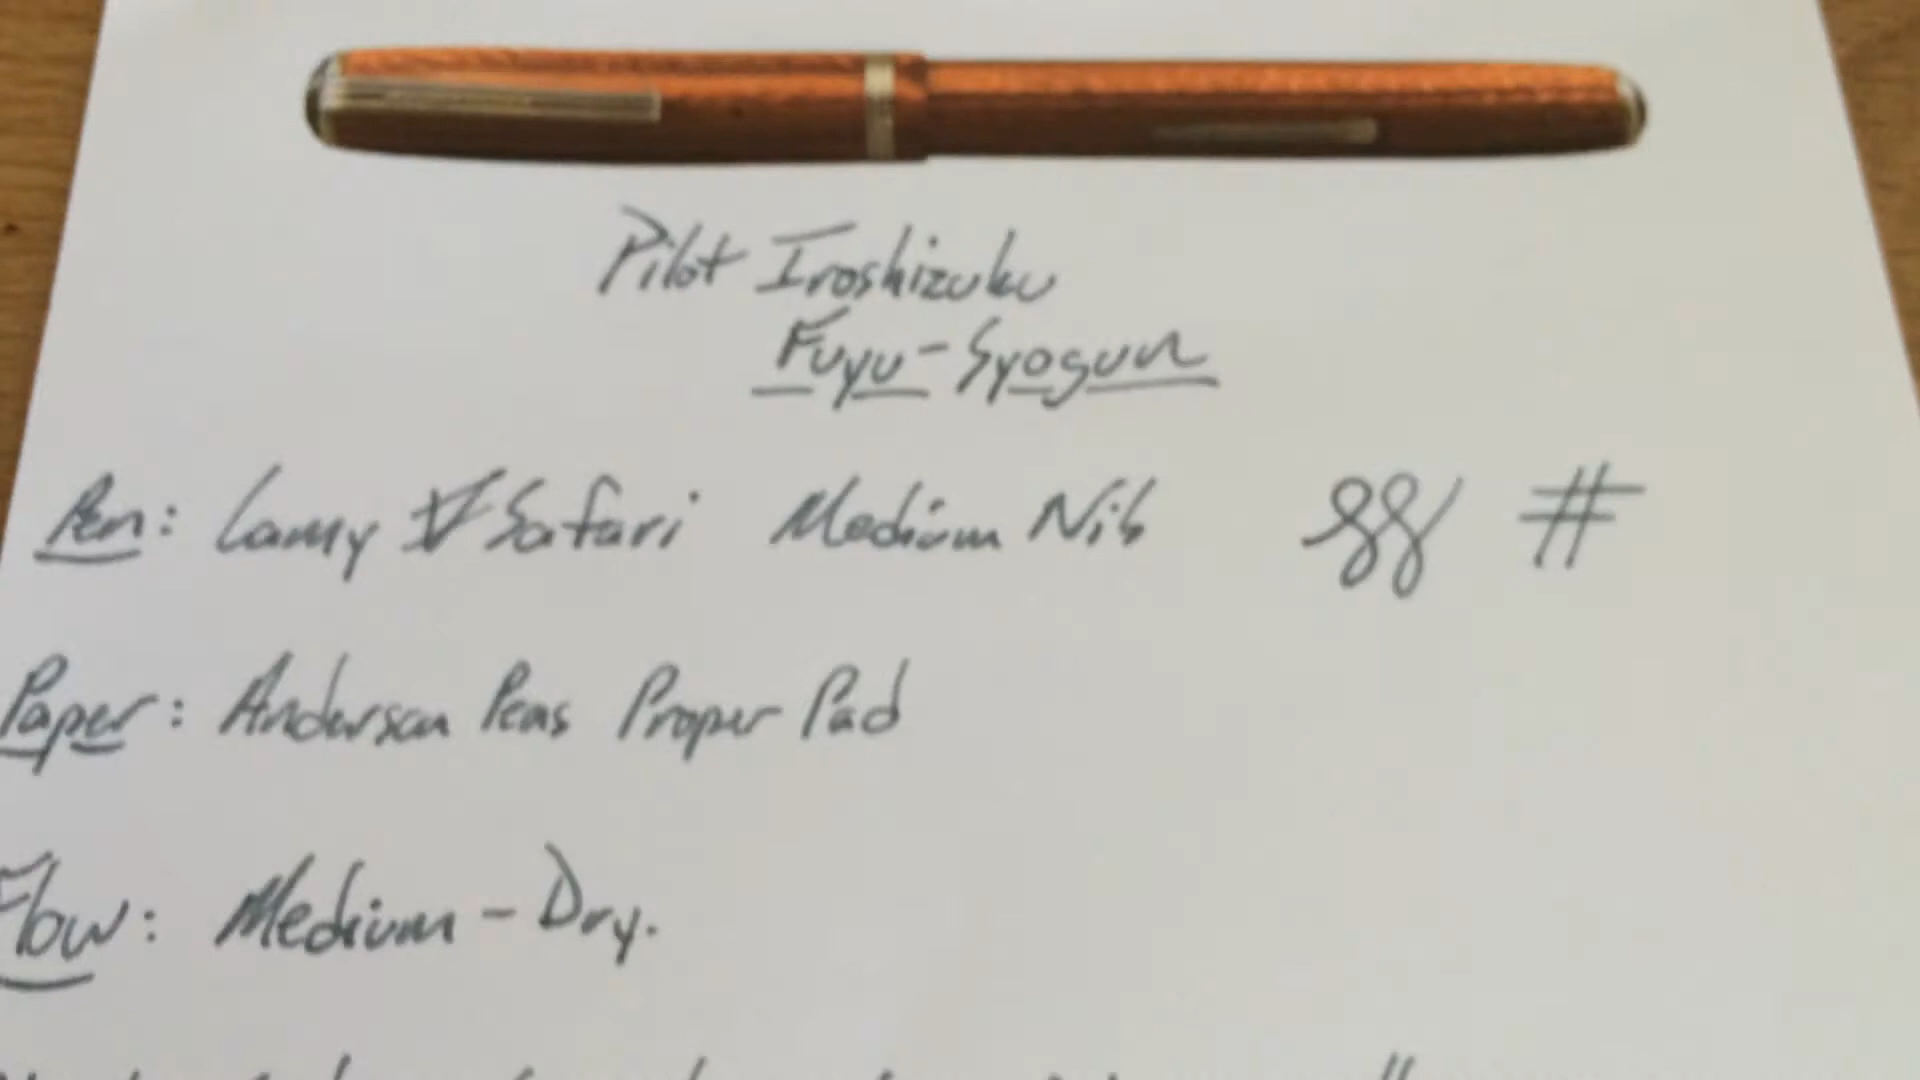 Pilot Iroshizuku
Fuyu-Syogun
Pen: Lamy Safari Medium Nib #
Paper: Anderson Pens Proper Pad
Flow: Medium-Dry.